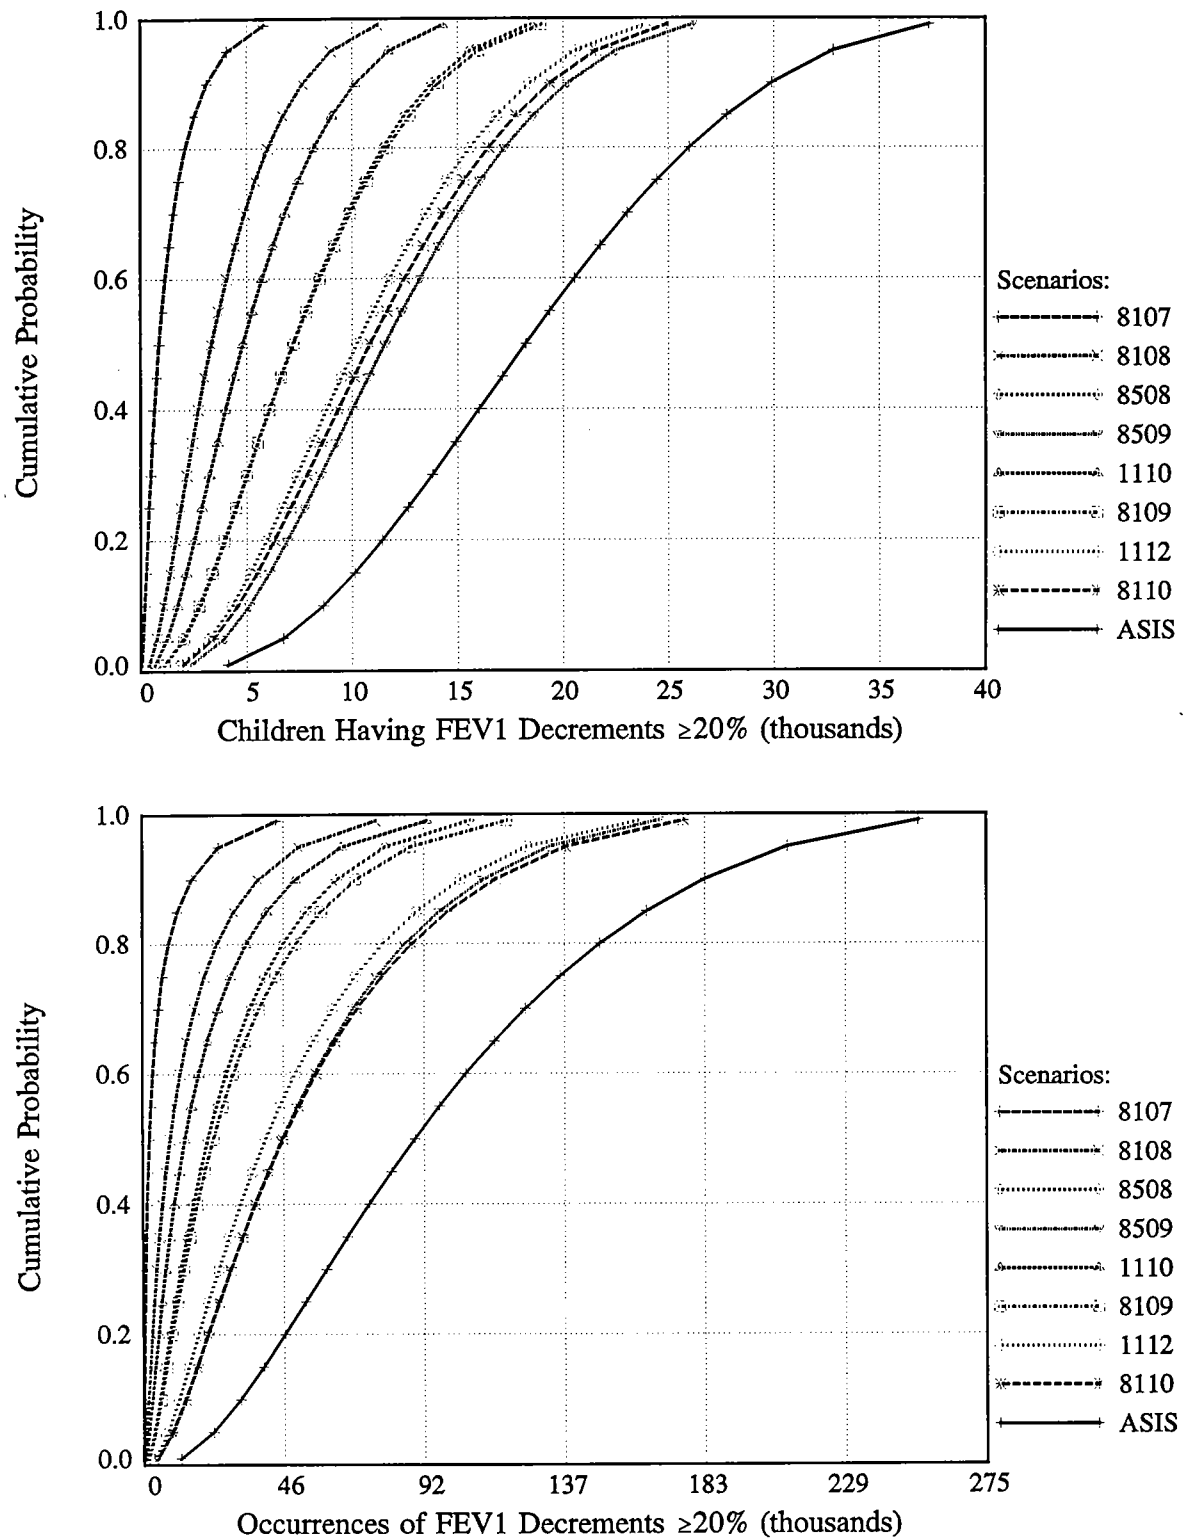 1.0
0.8
0.6
0.4
0.2
0.0
Cumulative Probability
0 5 10 15 20 25 30 35 40
Children Having FEV1 Decrements ≥20% (thousands)
Scenarios:
8107
8108
8508
8509
1110
8109
1112
8110
ASIS
1.0
0.8
0.6
0.4
0.2
0.0
Cumulative Probability
0 46 92 137 183 229 275
Occurrences of FEV1 Decrements ≥20% (thousands)
Scenarios:
8107
8108
8508
8509
1110
8109
1112
8110
ASIS